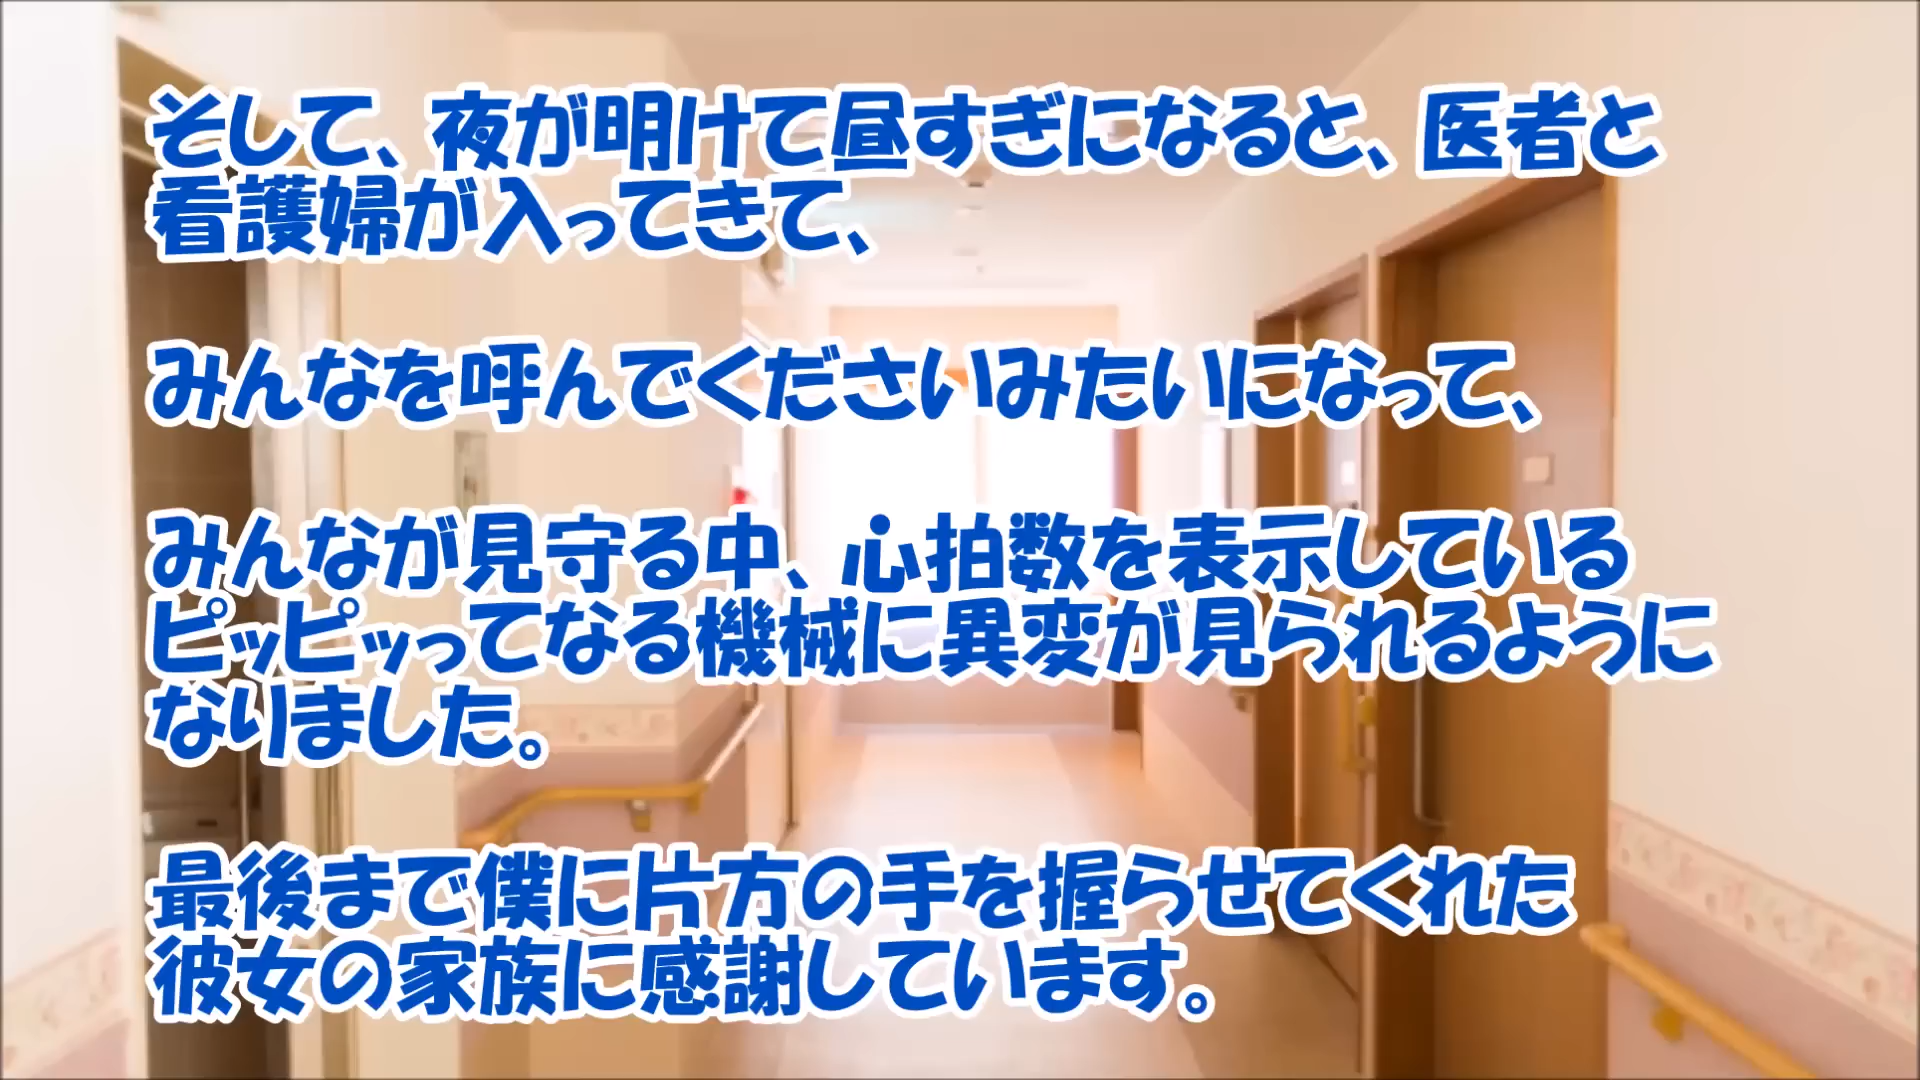 そして、夜が明けて昼すぎになると、医者と
看護婦が入ってきて、
みんなを呼んでくださいみたいになって、
みんなが見守る中、心拍数を表示している
ピッピッってなる機械に異変が見られるように
なりました。
最後まで僕に片方の手を握らせてくれた
彼女の家族に感謝しています。